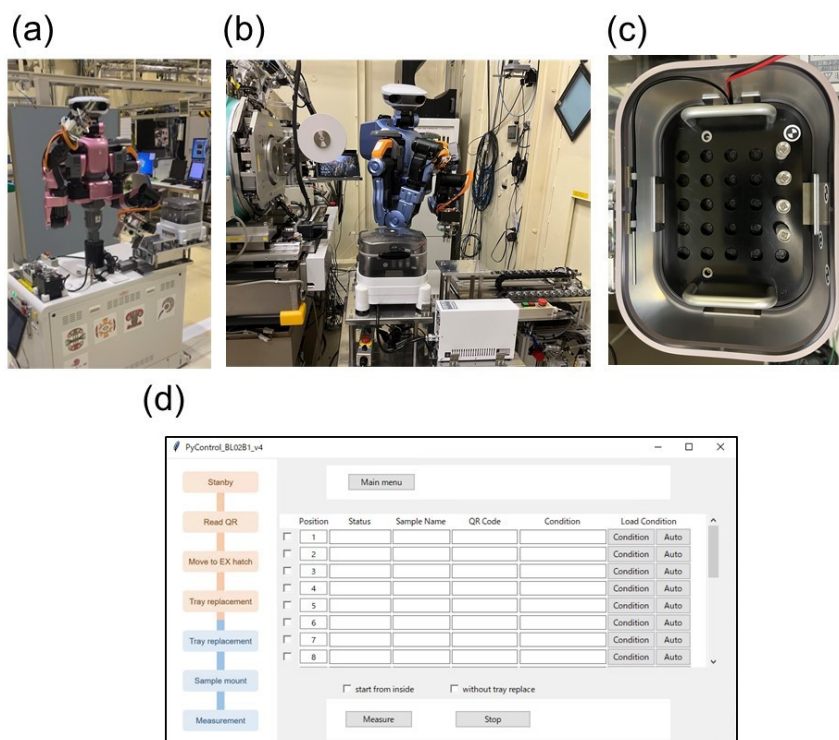 (a)
(b)
(c)
(d)
PyControl_BL02B1_v4
Stanby
Read QR
Move to EX hatch
Tray replacement
Tray replacement
Sample mount
Measurement
Main menu
Position Status Sample Name QR Code Condition Load Condition
1 Condition Auto
2 Condition Auto
3 Condition Auto
4 Condition Auto
5 Condition Auto
6 Condition Auto
7 Condition Auto
8 Condition Auto
start from inside without tray replace
Measure Stop